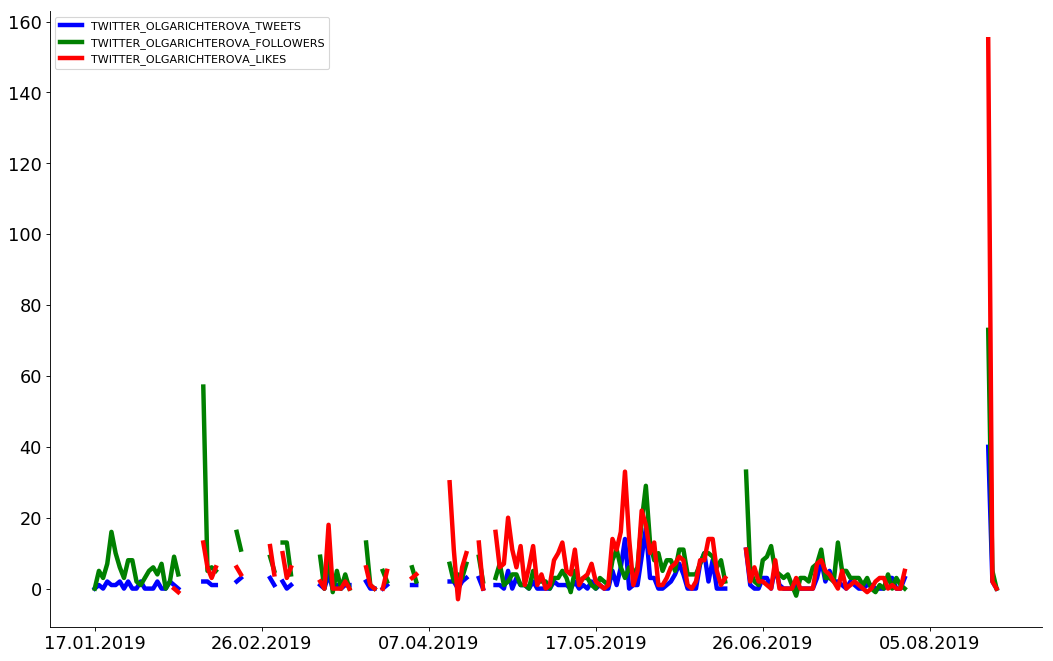 TWITTER_OLGARICHTEROVA_TWEETS
TWITTER_OLGARICHTEROVA_FOLLOWERS
TWITTER_OLGARICHTEROVA_LIKES
160
140
120
100
80
60
40
20
0
17.01.2019 26.02.2019 07.04.2019 17.05.2019 26.06.2019 05.08.2019